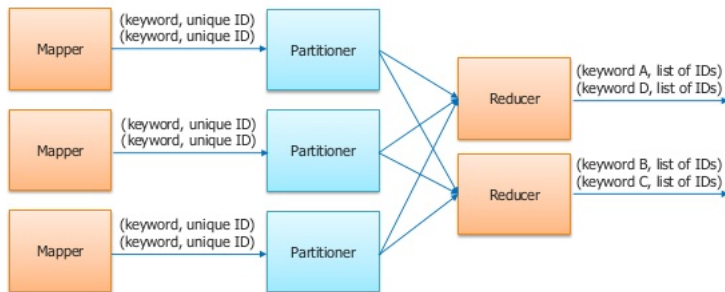 (keyword, unique ID)
(keyword, unique ID)
Mapper
Partitioner
(keyword A, list of IDs)
(keyword D, list of IDs)
Reducer
(keyword, unique ID)
(keyword, unique ID)
Mapper
Partitioner
(keyword B, list of IDs)
(keyword C, list of IDs)
Reducer
(keyword, unique ID)
(keyword, unique ID)
Mapper
Partitioner